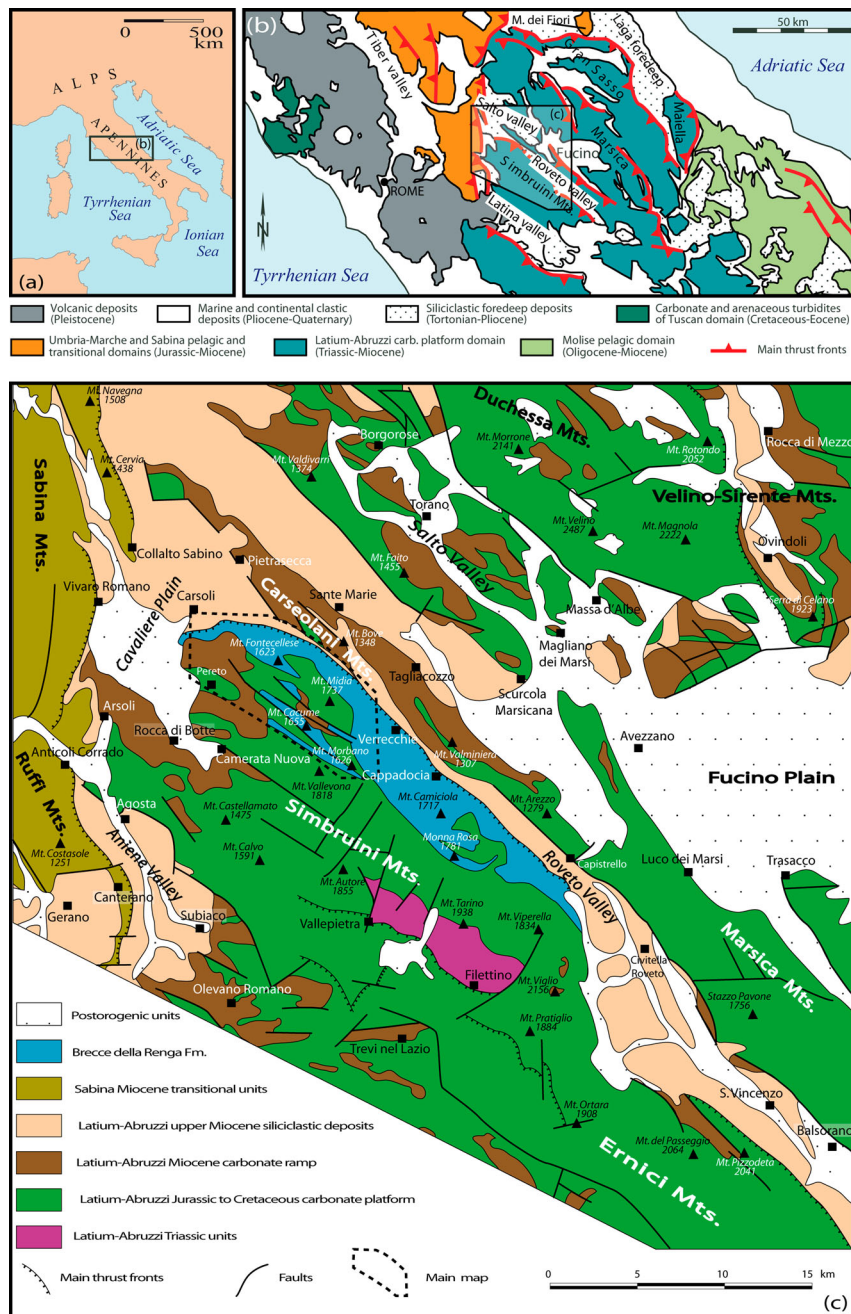 0 500
km
ALPS
APENNINES
(b)
Adriatic Sea
Tyrrhenian
Sea
Ionian
Sea
(a)
(b)
50 km
M. dei Fiori
Laga foredeep
Tiber valley
Gran Sasso
Adriatic Sea
Maiella
Salto valley
(c)
Marsica
Fucino
Roveto valley
Simbruini Mts.
ROME
Latina valley
N
Tyrrhenian Sea
Volcanic deposits
(Pleistocene)
Marine and continental clastic
deposits (Pliocene-Quaternary)
Siliciclastic foredeep deposits
(Tortonian-Pliocene)
Carbonate and arenaceous turbidites
of Tuscan domain (Cretaceous-Eocene)
Umbria-Marche and Sabina pelagic and
transitional domains (Jurassic-Miocene)
Latium-Abruzzi carb. platform domain
(Triassic-Miocene)
Molise pelagic domain
(Oligocene-Miocene)
Main thrust fronts
Mt. Navegna
1508
Duchessa Mts.
Borgorose
Mt. Morrone
2141
Rocca di Mezzo
Mt. Rotondo
2052
Sabina Mts.
Mt. Cervia
1438
Mt. Valdivarri
1374
Velino-Sirente Mts.
Torano
Salto Valley
Mt. Velino
2487
Mt. Magnola
2222
Ovindoli
Collalto Sabino
Pietrasecca
Mt. Faito
1455
Vivaro Romano
Carsoli
Carseolani Mts.
Sante Marie
Massa d'Albe
Serra di Celano
1923
Cavaliere Plain
Mt. Bove
1348
Magliano
dei Marsi
Mt. Fontecellese
1623
Tagliacozzo
Scurcola
Marsicana
Pereto
Mt. Midia
1737
Arsoli
Mt. Cacume
1655
Verrecchie
Avezzano
Rocca di Botte
Anticoli Corrado
Camerata Nuova
Mt. Morbano
1626
Mt. Valminiera
1307
Cappadocia
Fucino Plain
Ruffi Mts.
Mt. Vallevona
1818
Agosta
Mt. Castellamato
1475
Simbruini Mts.
Mt. Camiciola
1717
Mt. Arezzo
1279
Mt. Costasole
1251
Aniene Valley
Mt. Calvo
1591
Monna Rosa
1781
Capistrello
Luco dei Marsi
Trasacco
Mt. Autore
1855
Roveto Valley
Canterano
Gerano
Subiaco
Vallepietra
Mt. Tarino
1938
Mt. Viperella
1834
Marsica Mts.
Civitella
Roveto
Filettino
Olevano Romano
Mt. Viglio
2156
Stazzo Pavone
1756
Mt. Pratiglio
1884
Trevi nel Lazio
Mt. Ortara
1908
S. Vincenzo
Balsorano
Ernici Mts.
Mt. del Passeggio
2064
Mt. Pizzodeta
2041
Postorogenic units
Brecce della Renga Fm.
Sabina Miocene transitional units
Latium-Abruzzi upper Miocene siliciclastic deposits
Latium-Abruzzi Miocene carbonate ramp
Latium-Abruzzi Jurassic to Cretaceous carbonate platform
Latium-Abruzzi Triassic units
Main thrust fronts
Faults
Main map
0 5 10 15 km
(c)